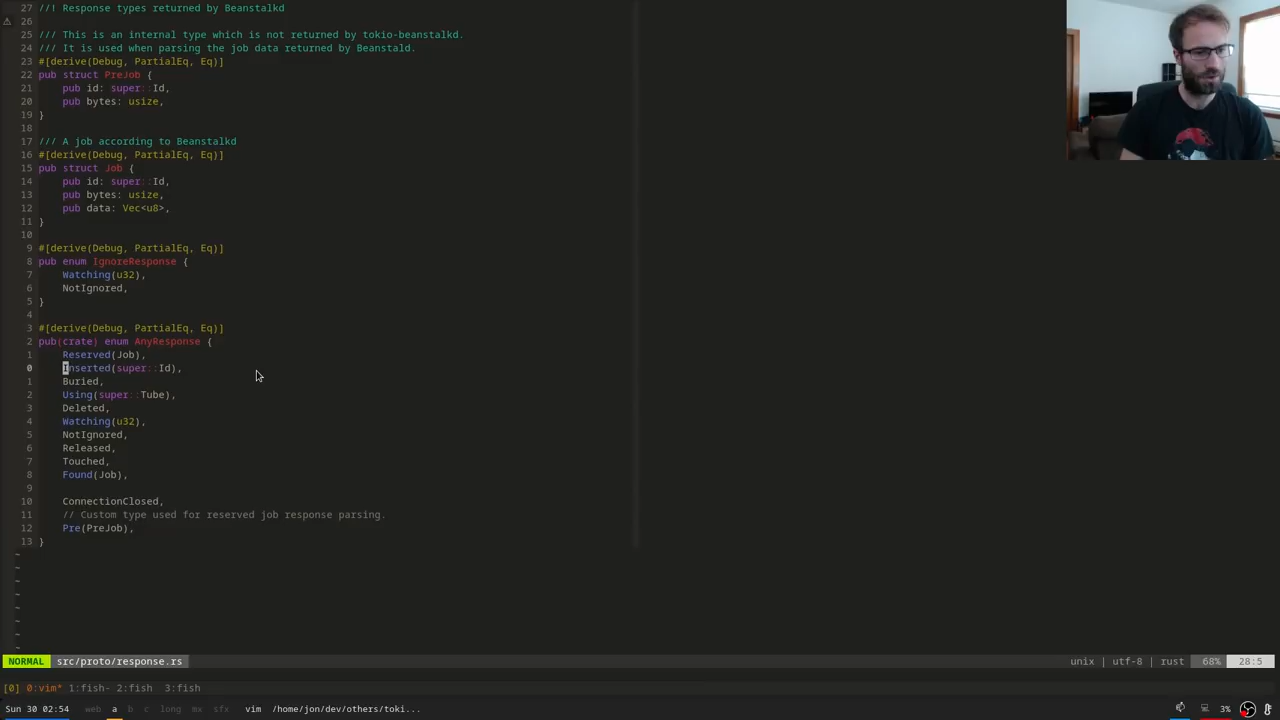 27 //! Response types returned by Beanstalkd
⚠ 26
25 /// This is an internal type which is not returned by tokio-beanstalkd.
24 /// It is used when parsing the job data returned by Beanstald.
23 #[derive(Debug, PartialEq, Eq)]
22 pub struct PreJob {
21     pub id: super::Id,
20     pub bytes: usize,
19 }
18
17 /// A job according to Beanstalkd
16 #[derive(Debug, PartialEq, Eq)]
15 pub struct Job {
14     pub id: super::Id,
13     pub bytes: usize,
12     pub data: Vec<u8>,
11 }
10
9 #[derive(Debug, PartialEq, Eq)]
8 pub enum IgnoreResponse {
7     Watching(u32),
6     NotIgnored,
5 }
4
3 #[derive(Debug, PartialEq, Eq)]
2 pub(crate) enum AnyResponse {
1     Reserved(Job),
0     Inserted(super::Id),
1     Buried,
2     Using(super::Tube),
3     Deleted,
4     Watching(u32),
5     NotIgnored,
6     Released,
7     Touched,
8     Found(Job),
9
10     ConnectionClosed,
11     // Custom type used for reserved job response parsing.
12     Pre(PreJob),
13 }
~
~
~
~
~
~
~
~
NORMAL src/proto/response.rs unix | utf-8 | rust 68% 28:5
[0] 0:vim* 1:fish- 2:fish 3:fish
Sun 30 02:54 web a b c long mx sfx vim /home/jon/dev/others/toki... 3%